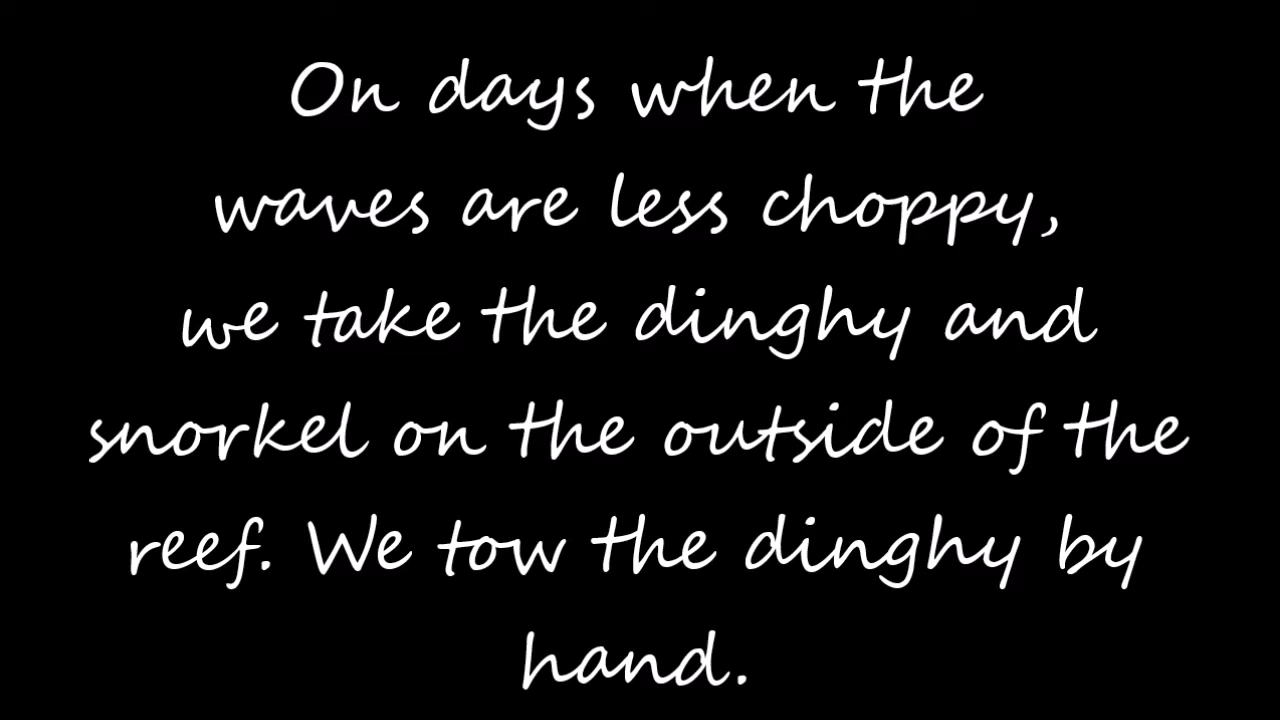 On days when the
waves are less choppy,
we take the dinghy and
snorkel on the outside of the
reef. We tow the dinghy by
hand.